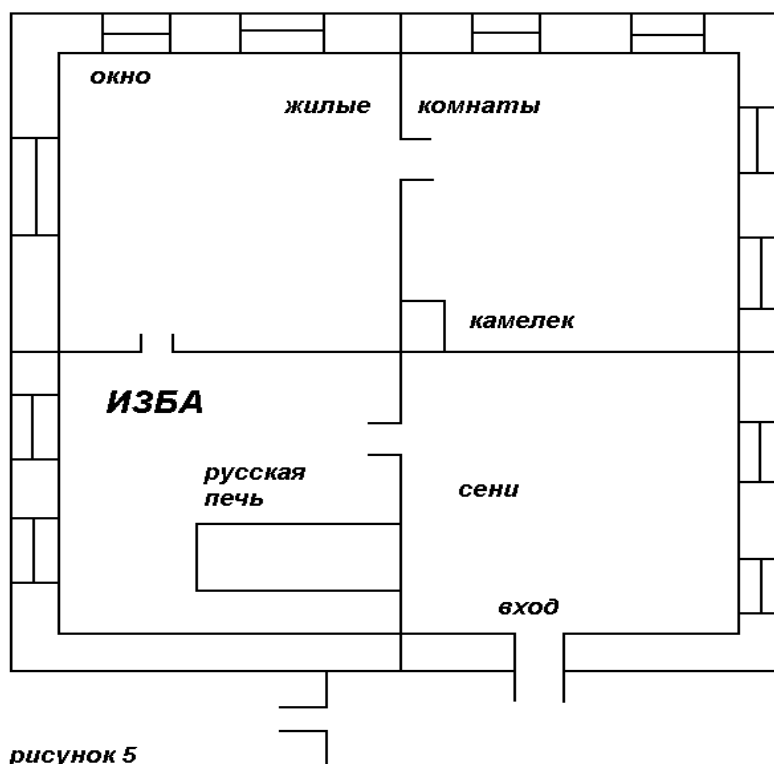 окно
жилые комнаты
камелек
ИЗБА
русская
печь
сени
вход
рисунок 5